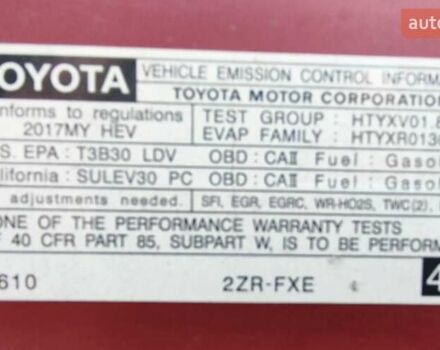 auto
TOYOTA
VEHICLE EMISSION CONTROL INFORM
TOYOTA MOTOR CORPORATION
nforms to regulations
2017MY HEV
TEST GROUP : HTYXV01.8
EVAP FAMILY : HTYXR013
S. EPA : T3B30 LDV OBD : CAII Fuel : Gasol
alifornia : SULEV30 PC OBD : CAII Fuel : Gasol
adjustments needed. SFI, EGR, EGRC, WR-HO2S, TWC(2),
ONE OF THE PERFORMANCE WARRANTY TESTS
F 40 CFR PART 85, SUBPART W, IS TO BE PERFORM
610 2ZR-FXE 4